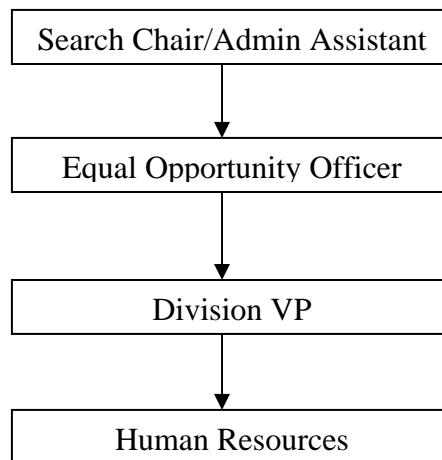 Search Chair/Admin Assistant
Equal Opportunity Officer
Division VP
Human Resources